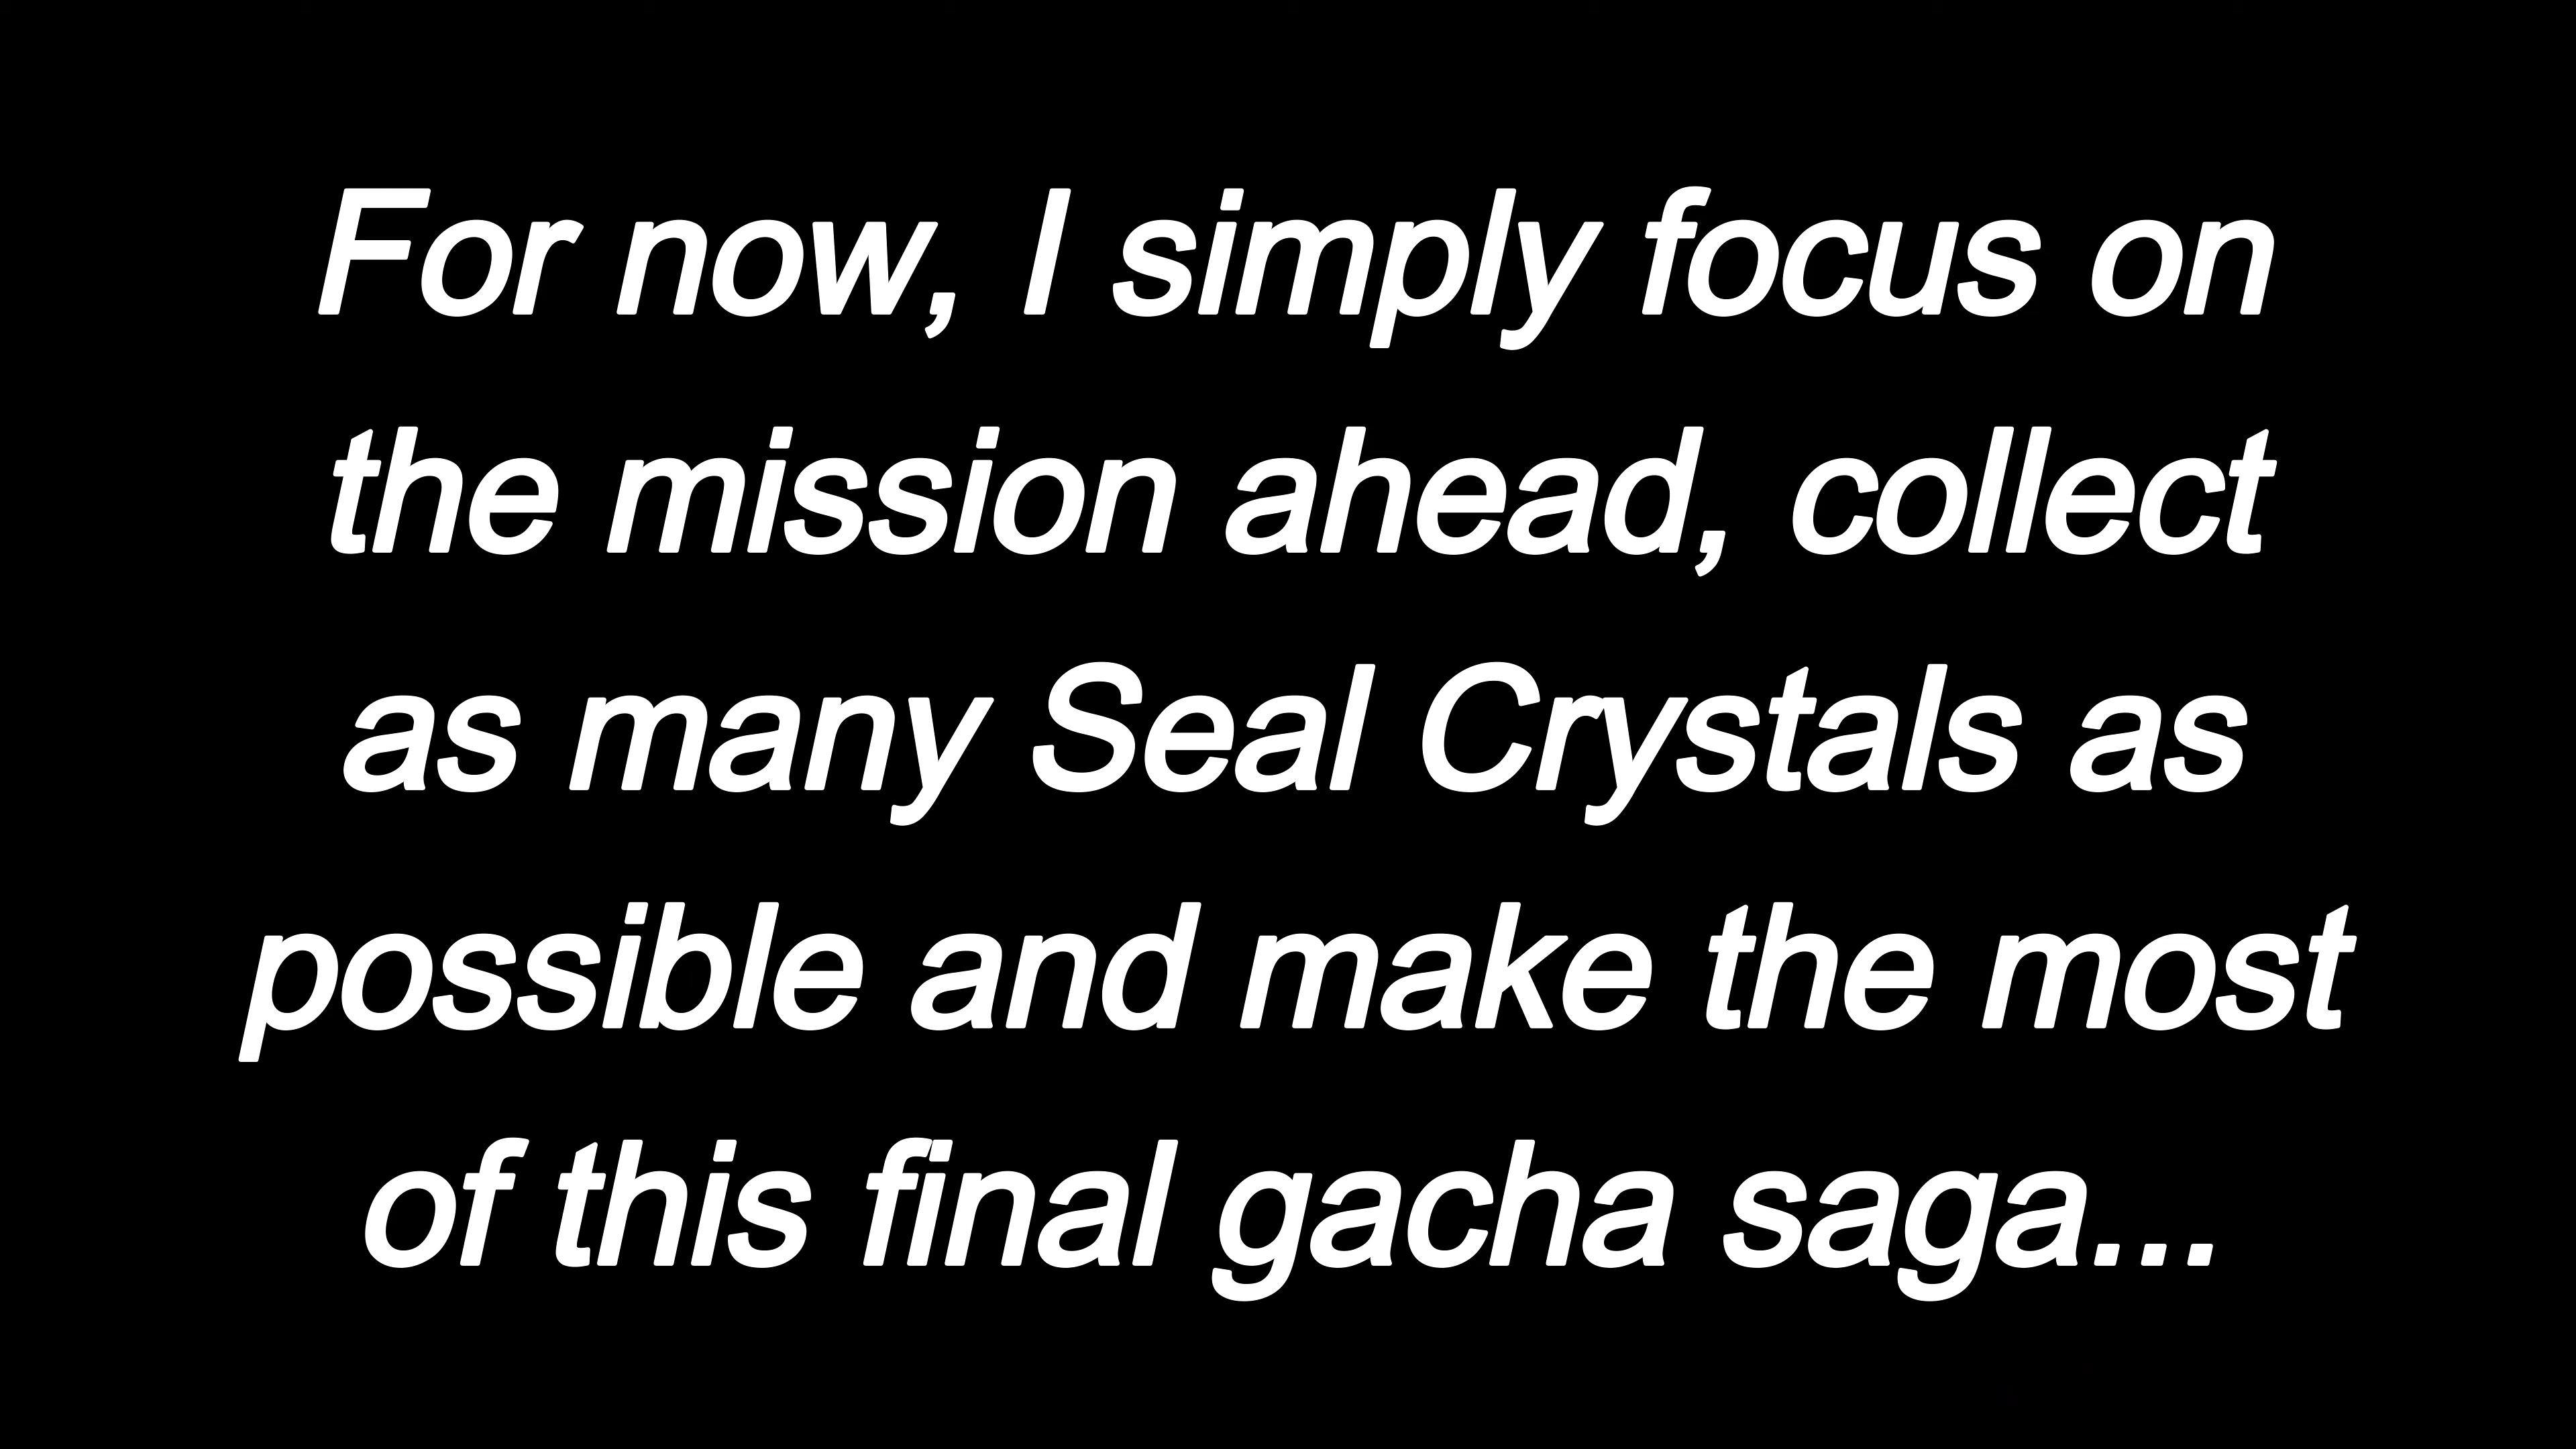 For now, I simply focus on
the mission ahead, collect
as many Seal Crystals as
possible and make the most
of this final gacha saga...